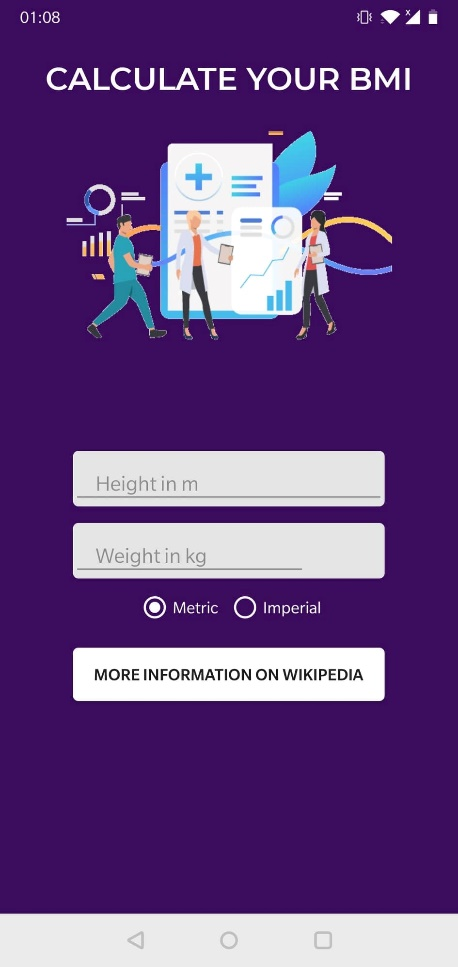 01:08
CALCULATE YOUR BMI
Height in m
Weight in kg
Metric Imperial
MORE INFORMATION ON WIKIPEDIA